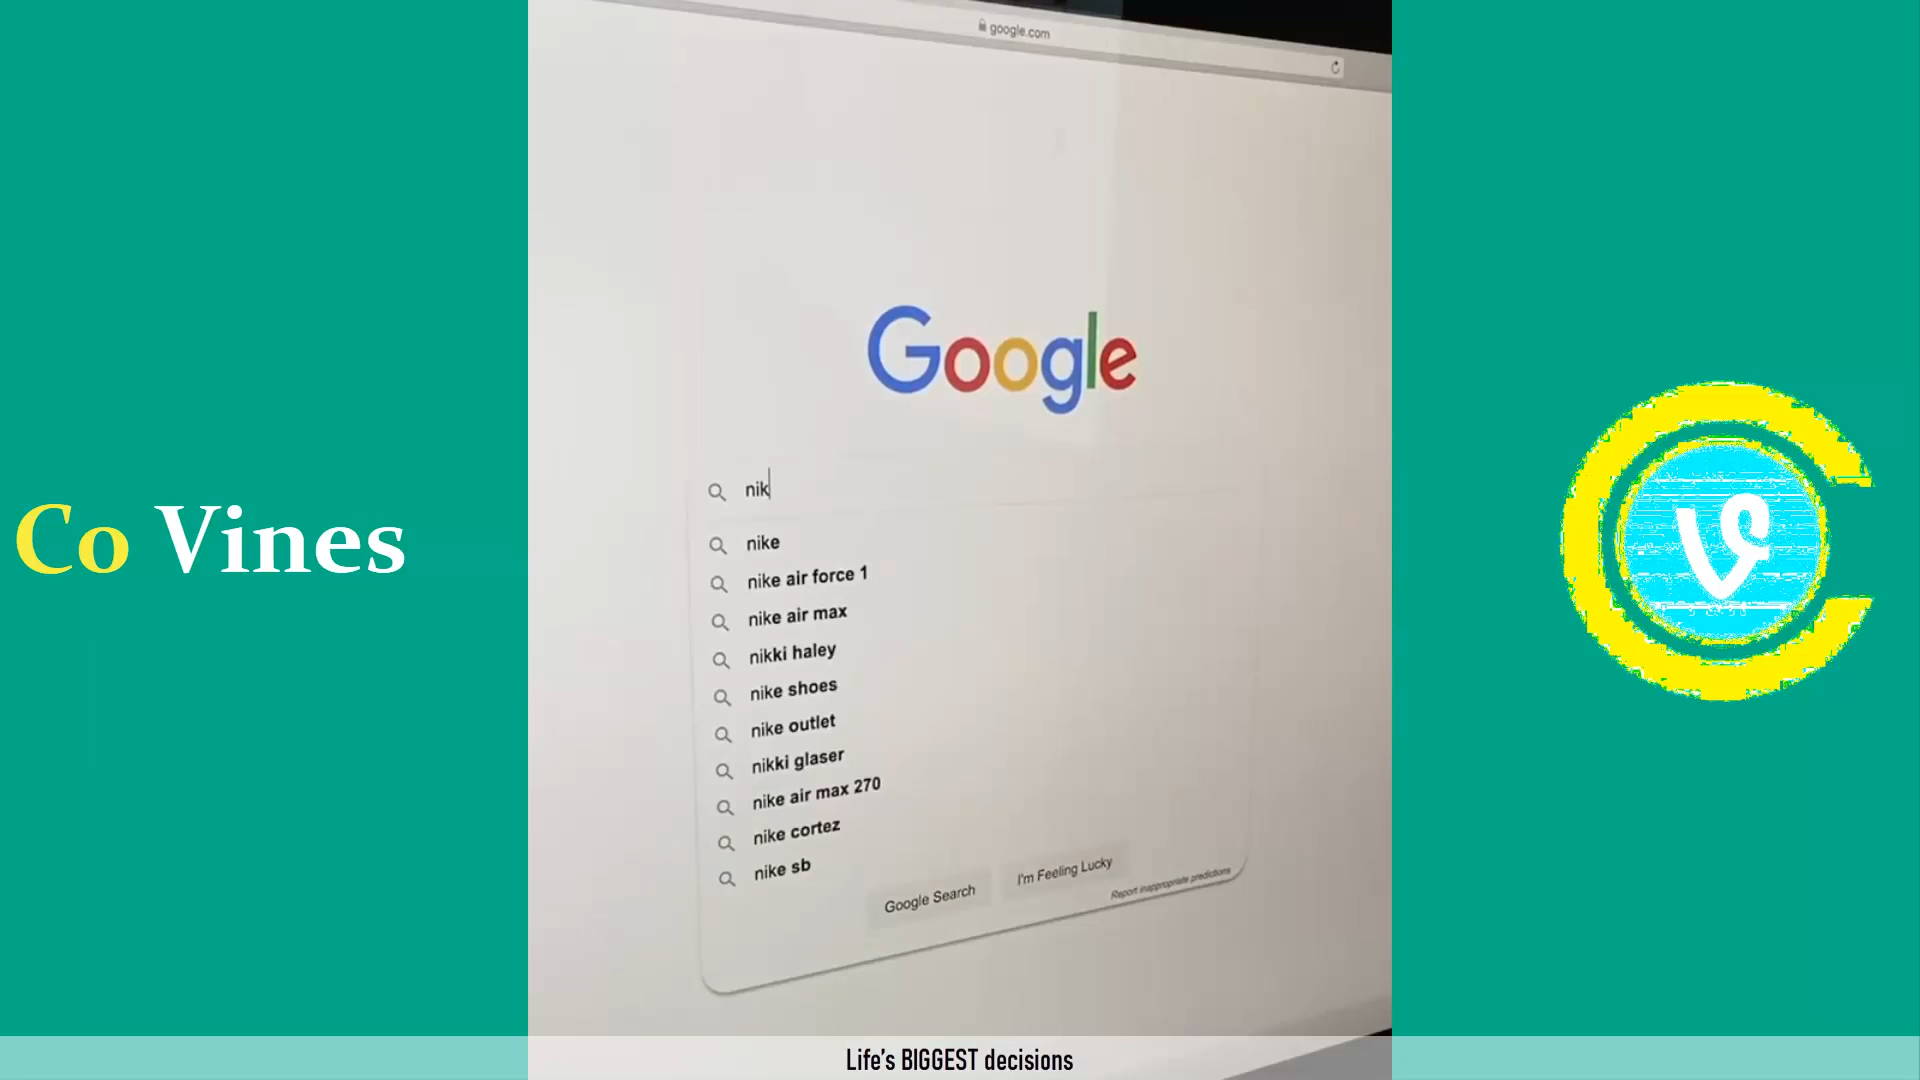 google.com
Google
nik
nike
nike air force 1
nike air max
nikki haley
nike shoes
nike outlet
nikki glaser
nike air max 270
nike cortez
nike sb
Google Search
I'm Feeling Lucky
Report inappropriate predictions
Co Vines
Life's BIGGEST decisions